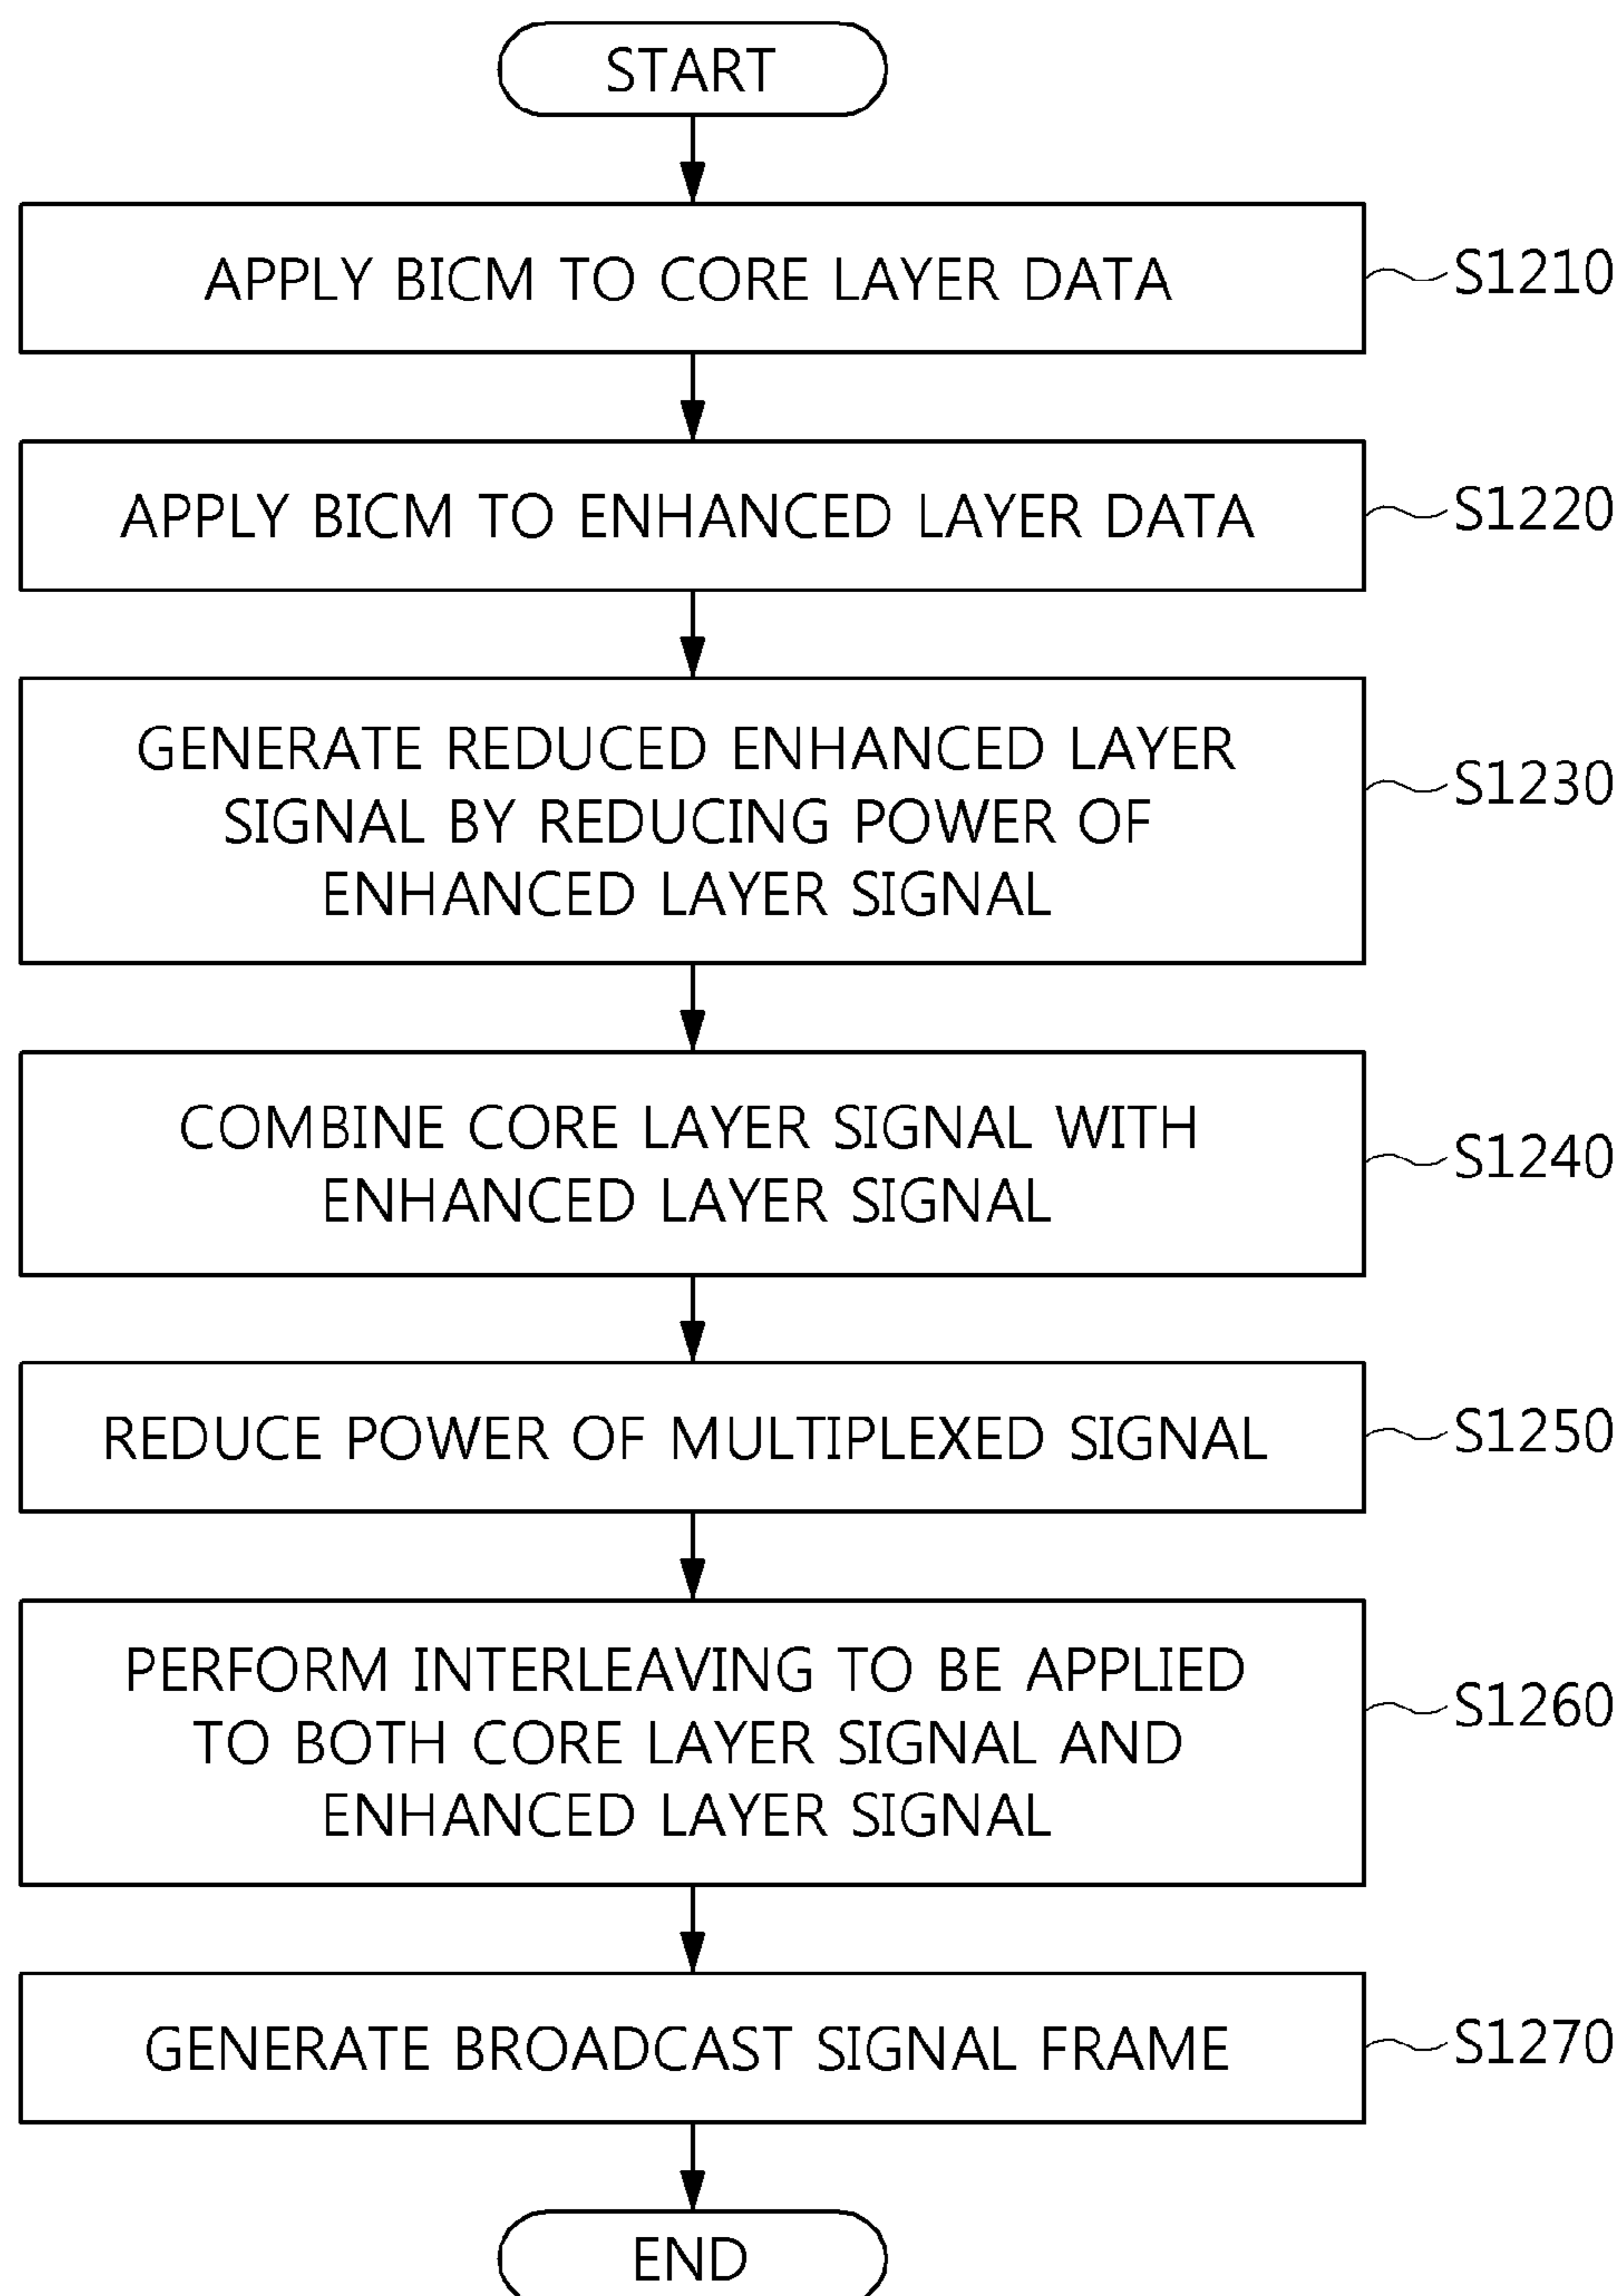 START
APPLY BICM TO CORE LAYER DATA
S1210
APPLY BICM TO ENHANCED LAYER DATA
S1220
GENERATE REDUCED ENHANCED LAYER
SIGNAL BY REDUCING POWER OF
ENHANCED LAYER SIGNAL
S1230
COMBINE CORE LAYER SIGNAL WITH
ENHANCED LAYER SIGNAL
S1240
REDUCE POWER OF MULTIPLEXED SIGNAL
S1250
PERFORM INTERLEAVING TO BE APPLIED
TO BOTH CORE LAYER SIGNAL AND
ENHANCED LAYER SIGNAL
S1260
GENERATE BROADCAST SIGNAL FRAME
S1270
END